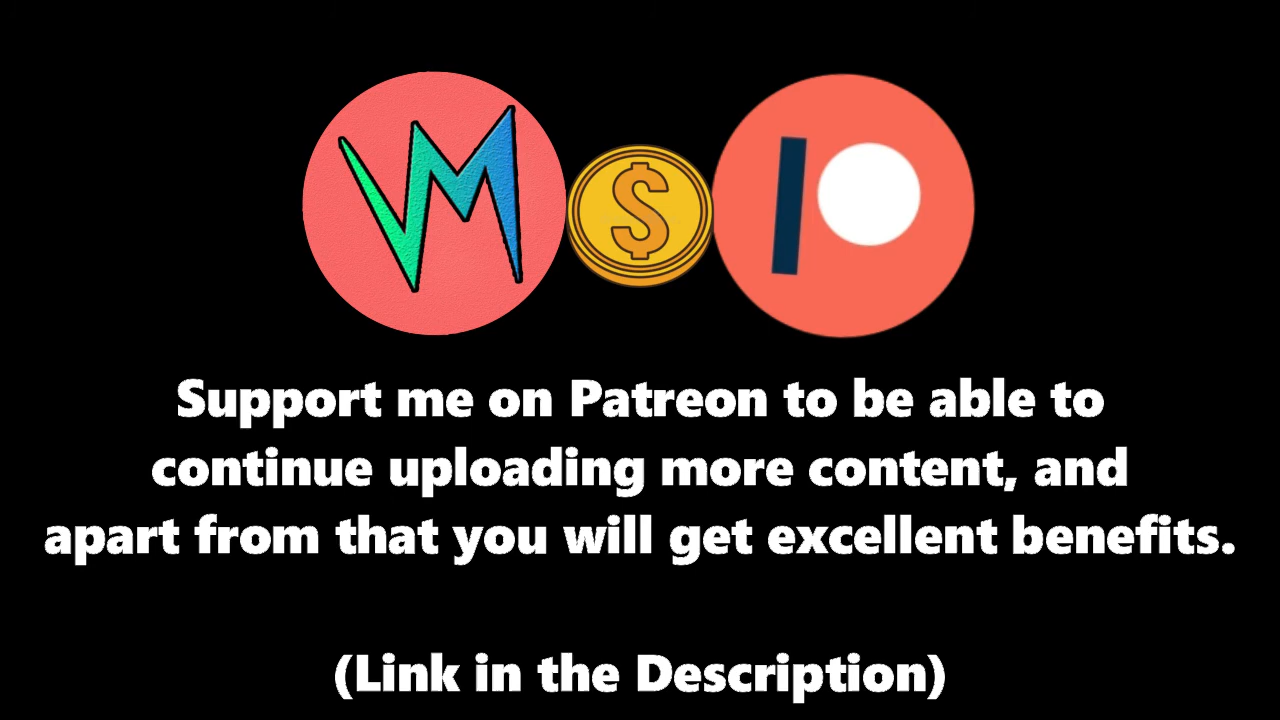 VM
$
Support me on Patreon to be able to
continue uploading more content, and
apart from that you will get excellent benefits.
(Link in the Description)